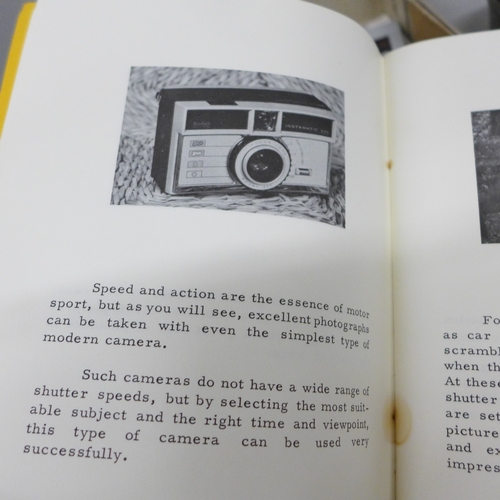 Kodak
INSTAMATIC
Speed and action are the essence of motor
sport, but as you will see, excellent photographs
can be taken with even the simplest type of
modern camera.
Such cameras do not have a wide range of
shutter speeds, but by selecting the most suit-
able subject and the right time and viewpoint,
this type of camera can be used very
successfully.
Fo
as car
scrambl
when th
At these
shutter
are set
picture
and ex
impres